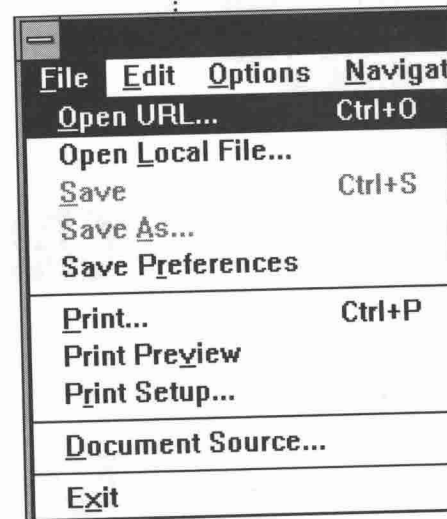 File Edit Options Navigat
Open URL... Ctrl+O
Open Local File...
Save Ctrl+S
Save As...
Save Preferences
Print... Ctrl+P
Print Preview
Print Setup...
Document Source...
Exit